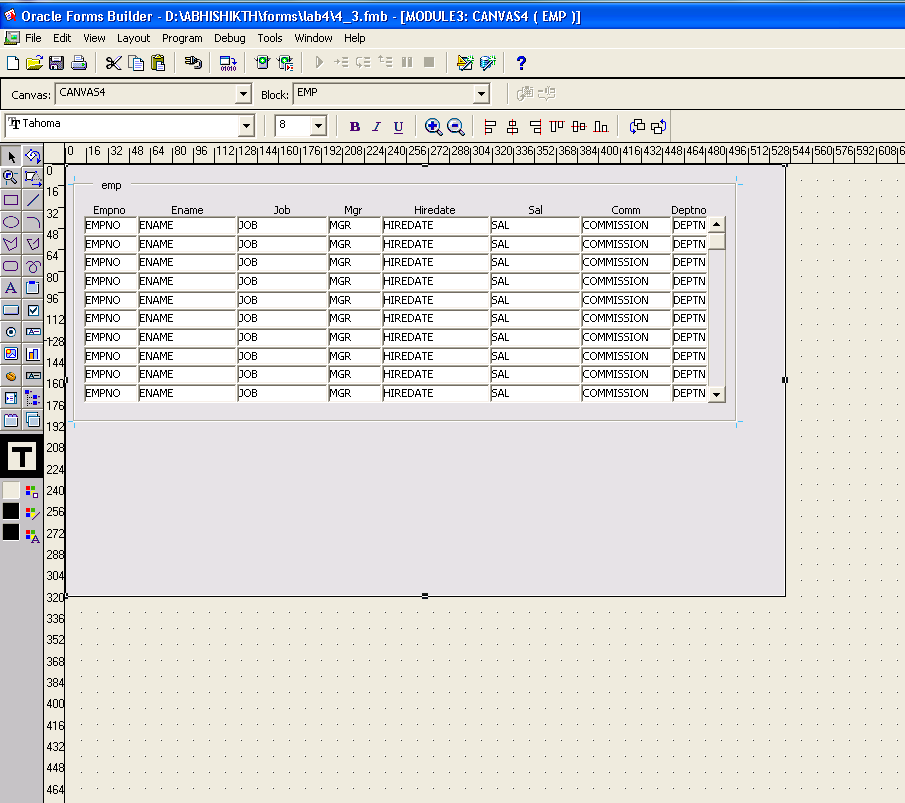 Oracle Forms Builder - D:\ABHISHIKTH\forms\lab4\4_3.fmb - [MODULE3: CANVAS4 ( EMP )]
File Edit View Layout Program Debug Tools Window Help
Canvas: CANVAS4 Block: EMP
Tahoma 8 B I U
0 16 32 48 64 80 96 112 128 144 160 176 192 208 224 240 256 272 288 304 320 336 352 368 384 400 416 432 448 464 480 496 512 528 544 560 576 592 608 6
0
16
32
48
64
80
96
112
128
144
160
176
192
208
224
240
256
272
288
304
320
336
352
368
384
400
416
432
448
464
emp
Empno Ename Job Mgr Hiredate Sal Comm Deptno
EMPNO ENAME JOB MGR HIREDATE SAL COMMISSION DEPTN
EMPNO ENAME JOB MGR HIREDATE SAL COMMISSION DEPTN
EMPNO ENAME JOB MGR HIREDATE SAL COMMISSION DEPTN
EMPNO ENAME JOB MGR HIREDATE SAL COMMISSION DEPTN
EMPNO ENAME JOB MGR HIREDATE SAL COMMISSION DEPTN
EMPNO ENAME JOB MGR HIREDATE SAL COMMISSION DEPTN
EMPNO ENAME JOB MGR HIREDATE SAL COMMISSION DEPTN
EMPNO ENAME JOB MGR HIREDATE SAL COMMISSION DEPTN
EMPNO ENAME JOB MGR HIREDATE SAL COMMISSION DEPTN
EMPNO ENAME JOB MGR HIREDATE SAL COMMISSION DEPTN
T